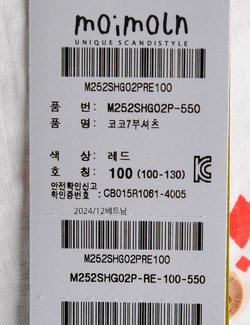 moimoln
UNIQUE SCANDISTYLE
M252SHG02PRE100
품 번: M252SHG02P-550
품 명: 코코7부셔츠
색 상: 레드
호 칭: 100 (100-130)
안전확인신고
확인증번호 : CB015R1061-4005
2024/12베트남
M252SHG02PRE100
M252SHG02P-RE-100-550